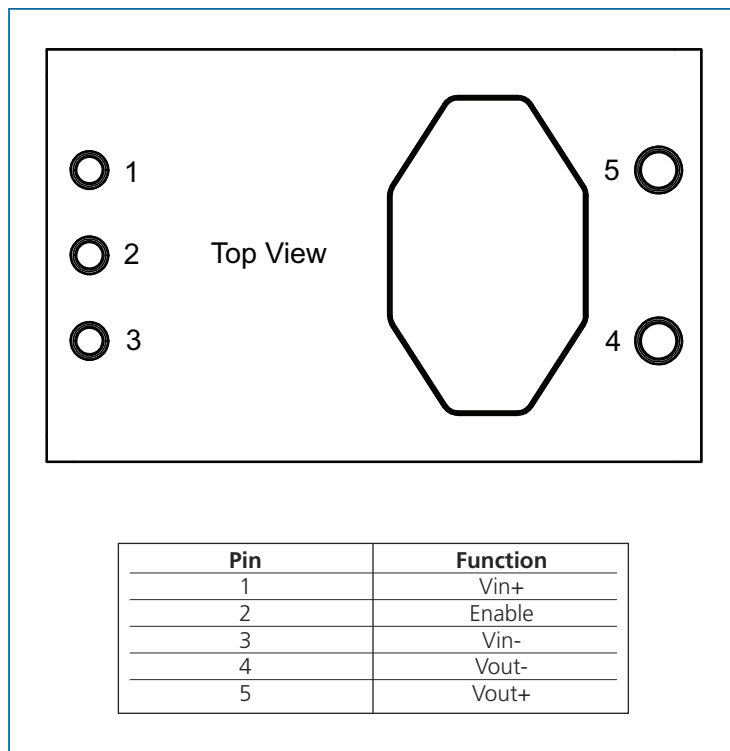 1
5
2
Top View
3
4
Pin Function
1 Vin+
2 Enable
3 Vin-
4 Vout-
5 Vout+